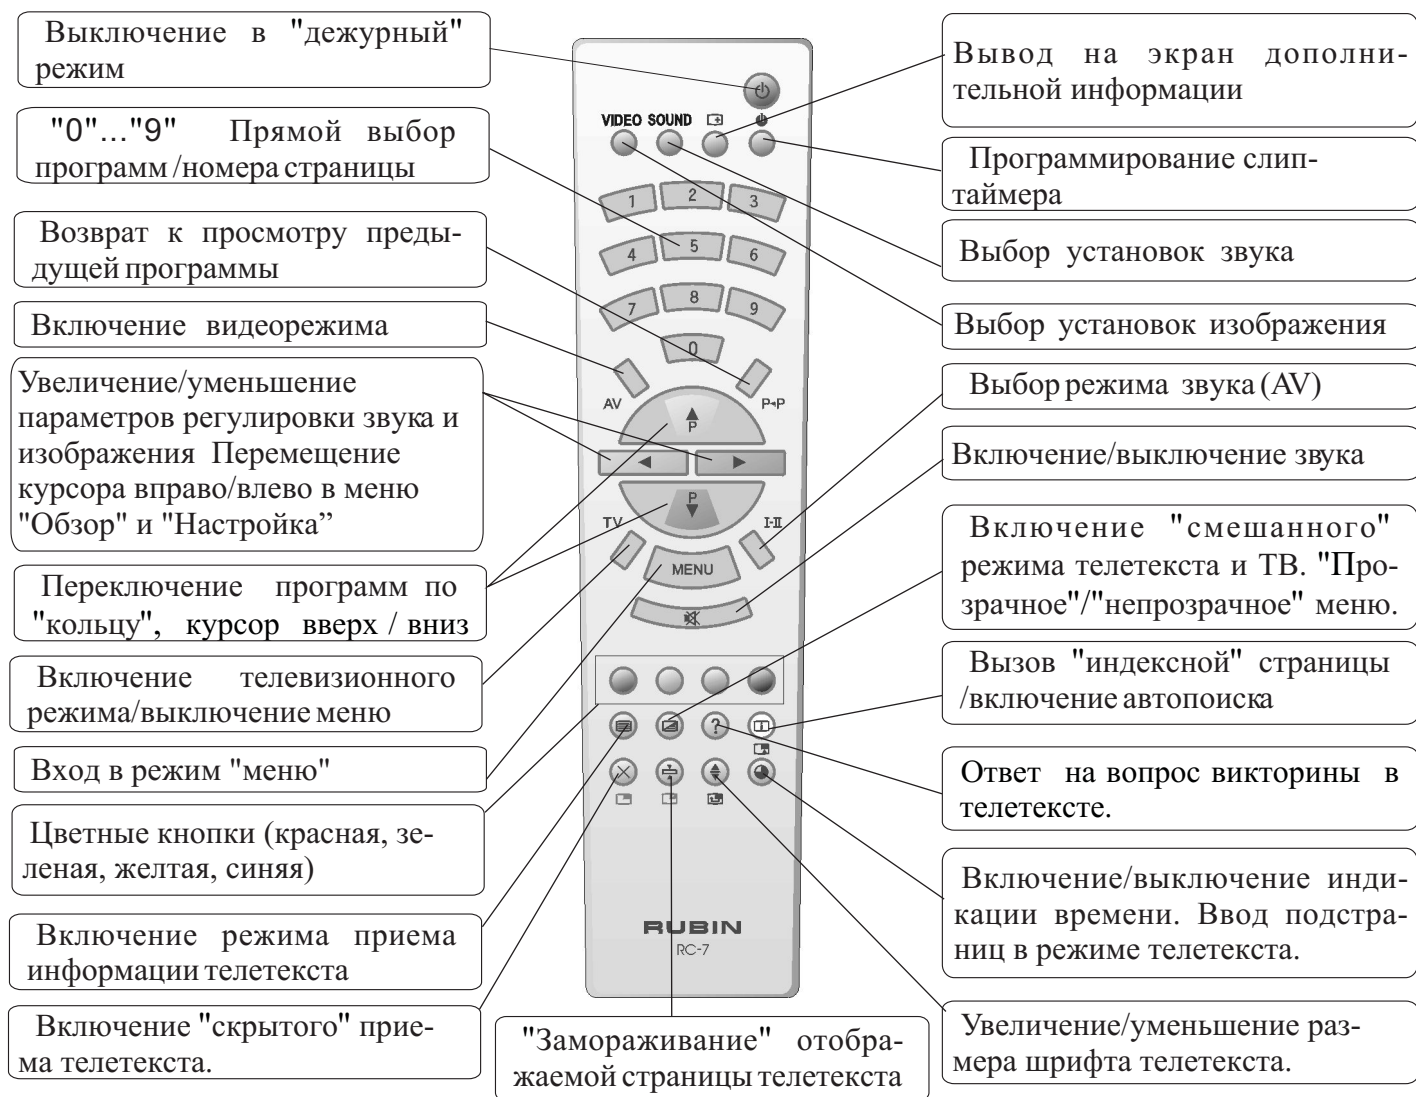 Выключение в "дежурный"
режим
"0"..."9" Прямой выбор
программ /номера страницы
Возврат к просмотру преды-
дущей программы
Включение видеорежима
Увеличение/уменьшение
параметров регулировки звука и
изображения Перемещение
курсора вправо/влево в меню
"Обзор" и "Настройка”
Переключение программ по
"кольцу", курсор вверх / вниз
Включение телевизионного
режима/выключение меню
Вход в режим "меню"
Цветные кнопки (красная, зе-
леная, желтая, синяя)
Включение режима приема
информации телетекста
Включение "скрытого" прие-
ма телетекста.
VIDEO SOUND
1 2 3
4 5 6
7 8 9
0
AV P◂P
P
P
TV I-II
MENU
?
RUBIN
RC-7
"Замораживание" отобра-
жаемой страницы телетекста
Вывод на экран дополни-
тельной информации
Программирование слип-
таймера
Выбор установок звука
Выбор установок изображения
Выбор режима звука (AV)
Включение/выключение звука
Включение "смешанного"
режима телетекста и ТВ. "Про-
зрачное"/"непрозрачное" меню.
Вызов "индексной" страницы
/включение автопоиска
Ответ на вопрос викторины в
телетексте.
Включение/выключение инди-
кации времени. Ввод подстра-
ниц в режиме телетекста.
Увеличение/уменьшение раз-
мера шрифта телетекста.